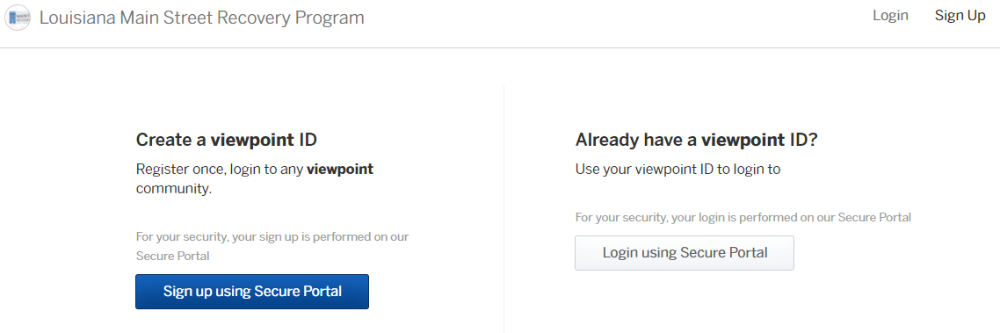 Louisiana Main Street Recovery Program
Login
Sign Up
Create a viewpoint ID
Register once, login to any viewpoint
community.
For your security, your sign up is performed on our
Secure Portal
Sign up using Secure Portal
Already have a viewpoint ID?
Use your viewpoint ID to login to
For your security, your login is performed on our Secure Portal
Login using Secure Portal